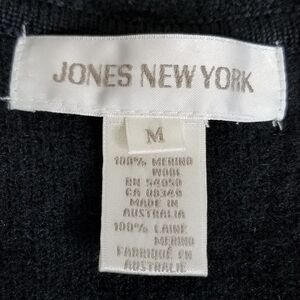 JONES NEW YORK
M
100% MERINO
WOOL
RN 54050
CA 08349
MADE IN
AUSTRALIA
100% LAINE
MERINO
FABRIQUÉ EN
AUSTRALIE